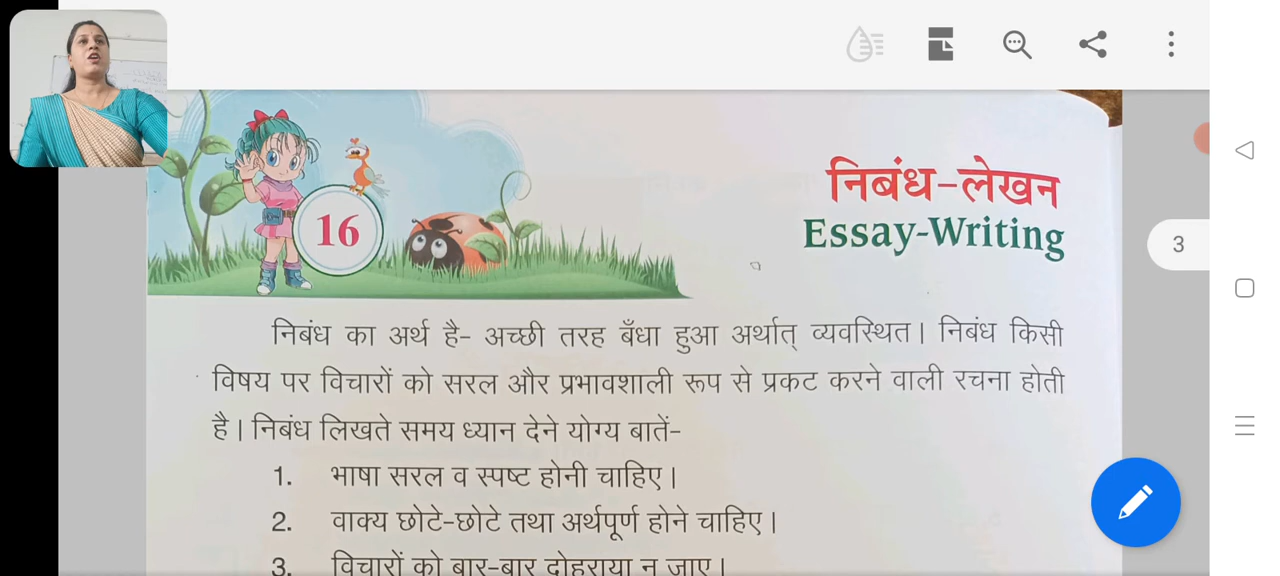 16
निबंध-लेखन
Essay-Writing
3
निबंध का अर्थ है- अच्छी तरह बँधा हुआ अर्थात् व्यवस्थित। निबंध किसी
विषय पर विचारों को सरल और प्रभावशाली रूप से प्रकट करने वाली रचना होती
है। निबंध लिखते समय ध्यान देने योग्य बातें-
1. भाषा सरल व स्पष्ट होनी चाहिए।
2. वाक्य छोटे-छोटे तथा अर्थपूर्ण होने चाहिए।
3. विचारों को बार-बार दोहराया न जाए।